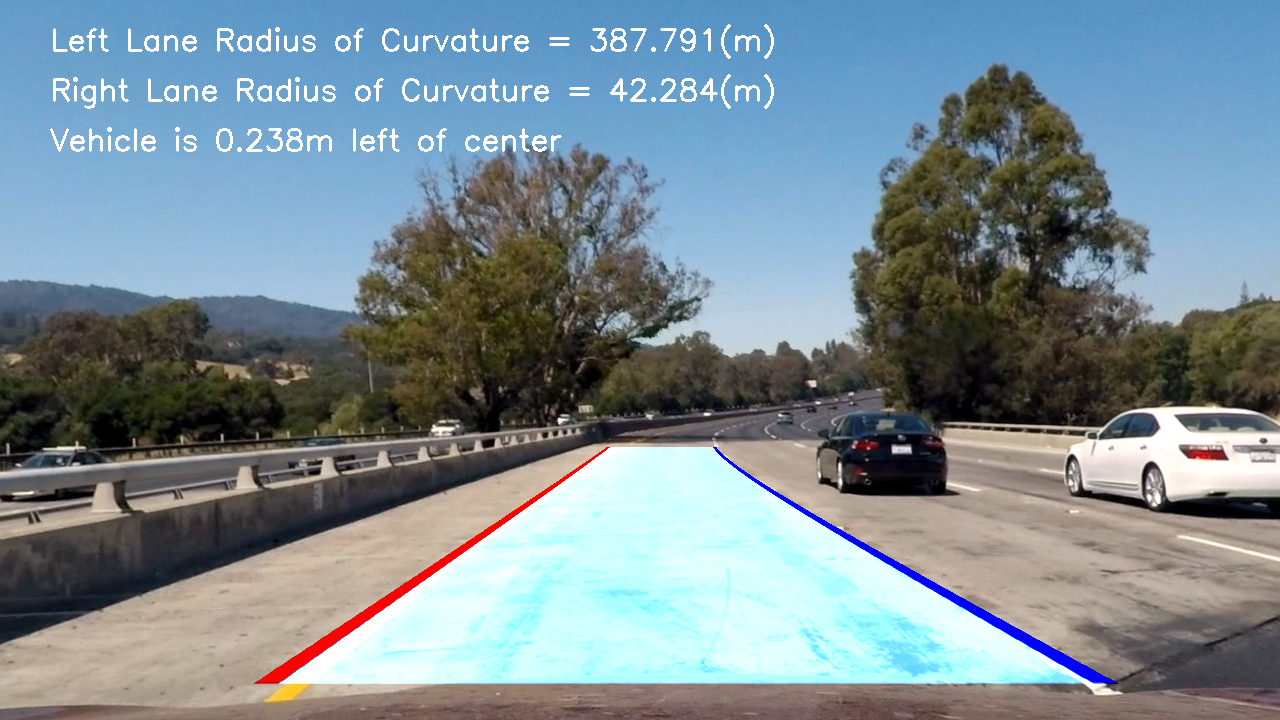 Left Lane Radius of Curvature = 387.791(m)
Right Lane Radius of Curvature = 42.284(m)
Vehicle is 0.238m left of center